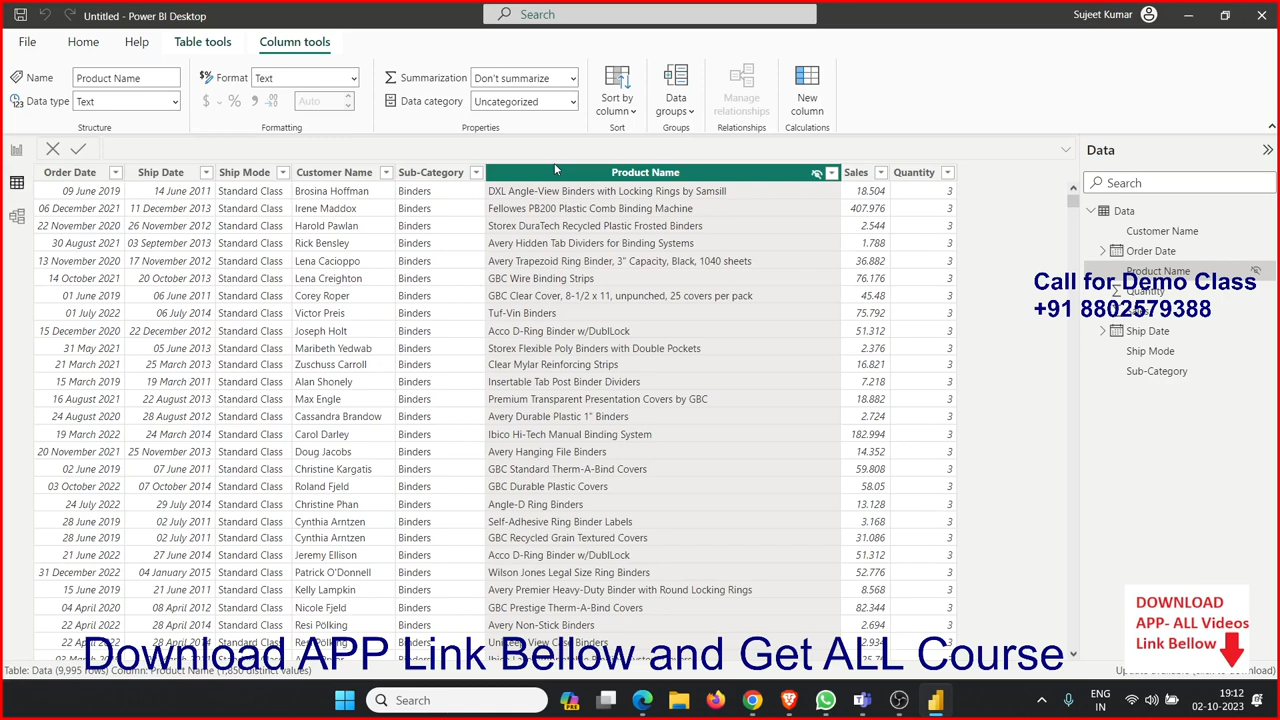 Untitled - Power BI Desktop
Search
Sujeet Kumar
File Home Help Table tools Column tools
Name Product Name
Data type Text
Structure
Format Text
$ % Auto
Formatting
Summarization Don't summarize
Data category Uncategorized
Properties
Sort by column
Sort
Data groups
Groups
Manage relationships
Relationships
New column
Calculations
Order Date Ship Date Ship Mode Customer Name Sub-Category Product Name Sales Quantity
09 June 2019 14 June 2011 Standard Class Brosina Hoffman Binders DXL Angle-View Binders with Locking Rings by Samsill 18.504 3
06 December 2021 11 December 2013 Standard Class Irene Maddox Binders Fellowes PB200 Plastic Comb Binding Machine 407.976 3
22 November 2020 26 November 2012 Standard Class Harold Pawlan Binders Storex DuraTech Recycled Plastic Frosted Binders 2.544 3
30 August 2021 03 September 2013 Standard Class Rick Bensley Binders Avery Hidden Tab Dividers for Binding Systems 1.788 3
13 November 2020 17 November 2012 Standard Class Lena Cacioppo Binders Avery Trapezoid Ring Binder, 3" Capacity, Black, 1040 sheets 36.882 3
14 October 2021 20 October 2013 Standard Class Lena Creighton Binders GBC Wire Binding Strips 76.176 3
01 June 2019 06 June 2011 Standard Class Corey Roper Binders GBC Clear Cover, 8-1/2 x 11, unpunched, 25 covers per pack 45.48 3
01 July 2022 06 July 2014 Standard Class Victor Preis Binders Tuf-Vin Binders 75.792 3
15 December 2020 22 December 2012 Standard Class Joseph Holt Binders Acco D-Ring Binder w/DublLock 51.312 3
31 May 2021 05 June 2013 Standard Class Maribeth Yedwab Binders Storex Flexible Poly Binders with Double Pockets 2.376 3
21 March 2021 25 March 2013 Standard Class Zuschuss Carroll Binders Clear Mylar Reinforcing Strips 16.821 3
15 March 2019 19 March 2011 Standard Class Alan Shonely Binders Insertable Tab Post Binder Dividers 7.218 3
16 August 2021 22 August 2013 Standard Class Max Engle Binders Premium Transparent Presentation Covers by GBC 18.882 3
24 August 2020 28 August 2012 Standard Class Cassandra Brandow Binders Avery Durable Plastic 1" Binders 2.724 3
19 March 2022 24 March 2014 Standard Class Carol Darley Binders Ibico Hi-Tech Manual Binding System 182.994 3
20 November 2021 25 November 2013 Standard Class Doug Jacobs Binders Avery Hanging File Binders 14.352 3
02 June 2019 07 June 2011 Standard Class Christine Kargatis Binders GBC Standard Therm-A-Bind Covers 59.808 3
03 October 2022 07 October 2014 Standard Class Roland Fjeld Binders GBC Durable Plastic Covers 58.05 3
24 July 2022 29 July 2014 Standard Class Christine Phan Binders Angle-D Ring Binders 13.128 3
28 June 2019 02 July 2011 Standard Class Cynthia Arntzen Binders Self-Adhesive Ring Binder Labels 3.168 3
28 June 2019 02 July 2011 Standard Class Cynthia Arntzen Binders GBC Recycled Grain Textured Covers 31.086 3
21 June 2022 27 June 2014 Standard Class Jeremy Ellison Binders Acco D-Ring Binder w/DublLock 51.312 3
31 December 2022 04 January 2015 Standard Class Patrick O'Donnell Binders Wilson Jones Legal Size Ring Binders 52.776 3
15 June 2019 21 June 2011 Standard Class Kelly Lampkin Binders Avery Premier Heavy-Duty Binder with Round Locking Rings 8.568 3
04 April 2020 08 April 2012 Standard Class Nicole Fjeld Binders GBC Prestige Therm-A-Bind Covers 82.344 3
22 April 2020 28 April 2012 Standard Class Resi Polking Binders Avery Non-Stick Binders 2.694 3
Data
Search
Data
Customer Name
Order Date
Product Name
Quantity
Ship Date
Ship Mode
Sub-Category
Call for Demo Class
+91 8802579388
DOWNLOAD
APP- ALL Videos
Link Bellow
Download APP Link Bellow and Get ALL Course
Table: Data (9,995 rows) Column: Product Name (1,850 distinct values)
Update available (click to download)
Search
ENG
IN
19:12
02-10-2023